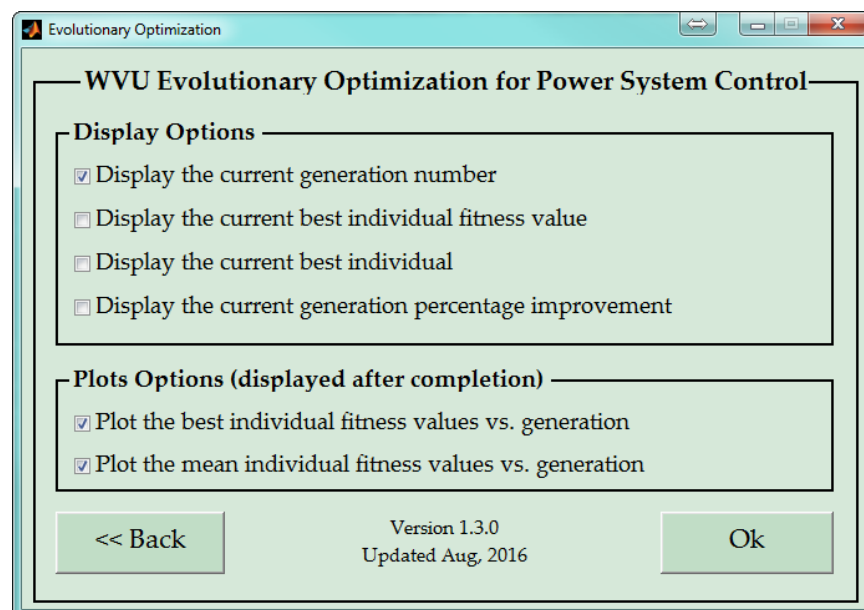 Evolutionary Optimization
WVU Evolutionary Optimization for Power System Control
Display Options
Display the current generation number
Display the current best individual fitness value
Display the current best individual
Display the current generation percentage improvement
Plots Options (displayed after completion)
Plot the best individual fitness values vs. generation
Plot the mean individual fitness values vs. generation
<< Back
Version 1.3.0
Updated Aug, 2016
Ok